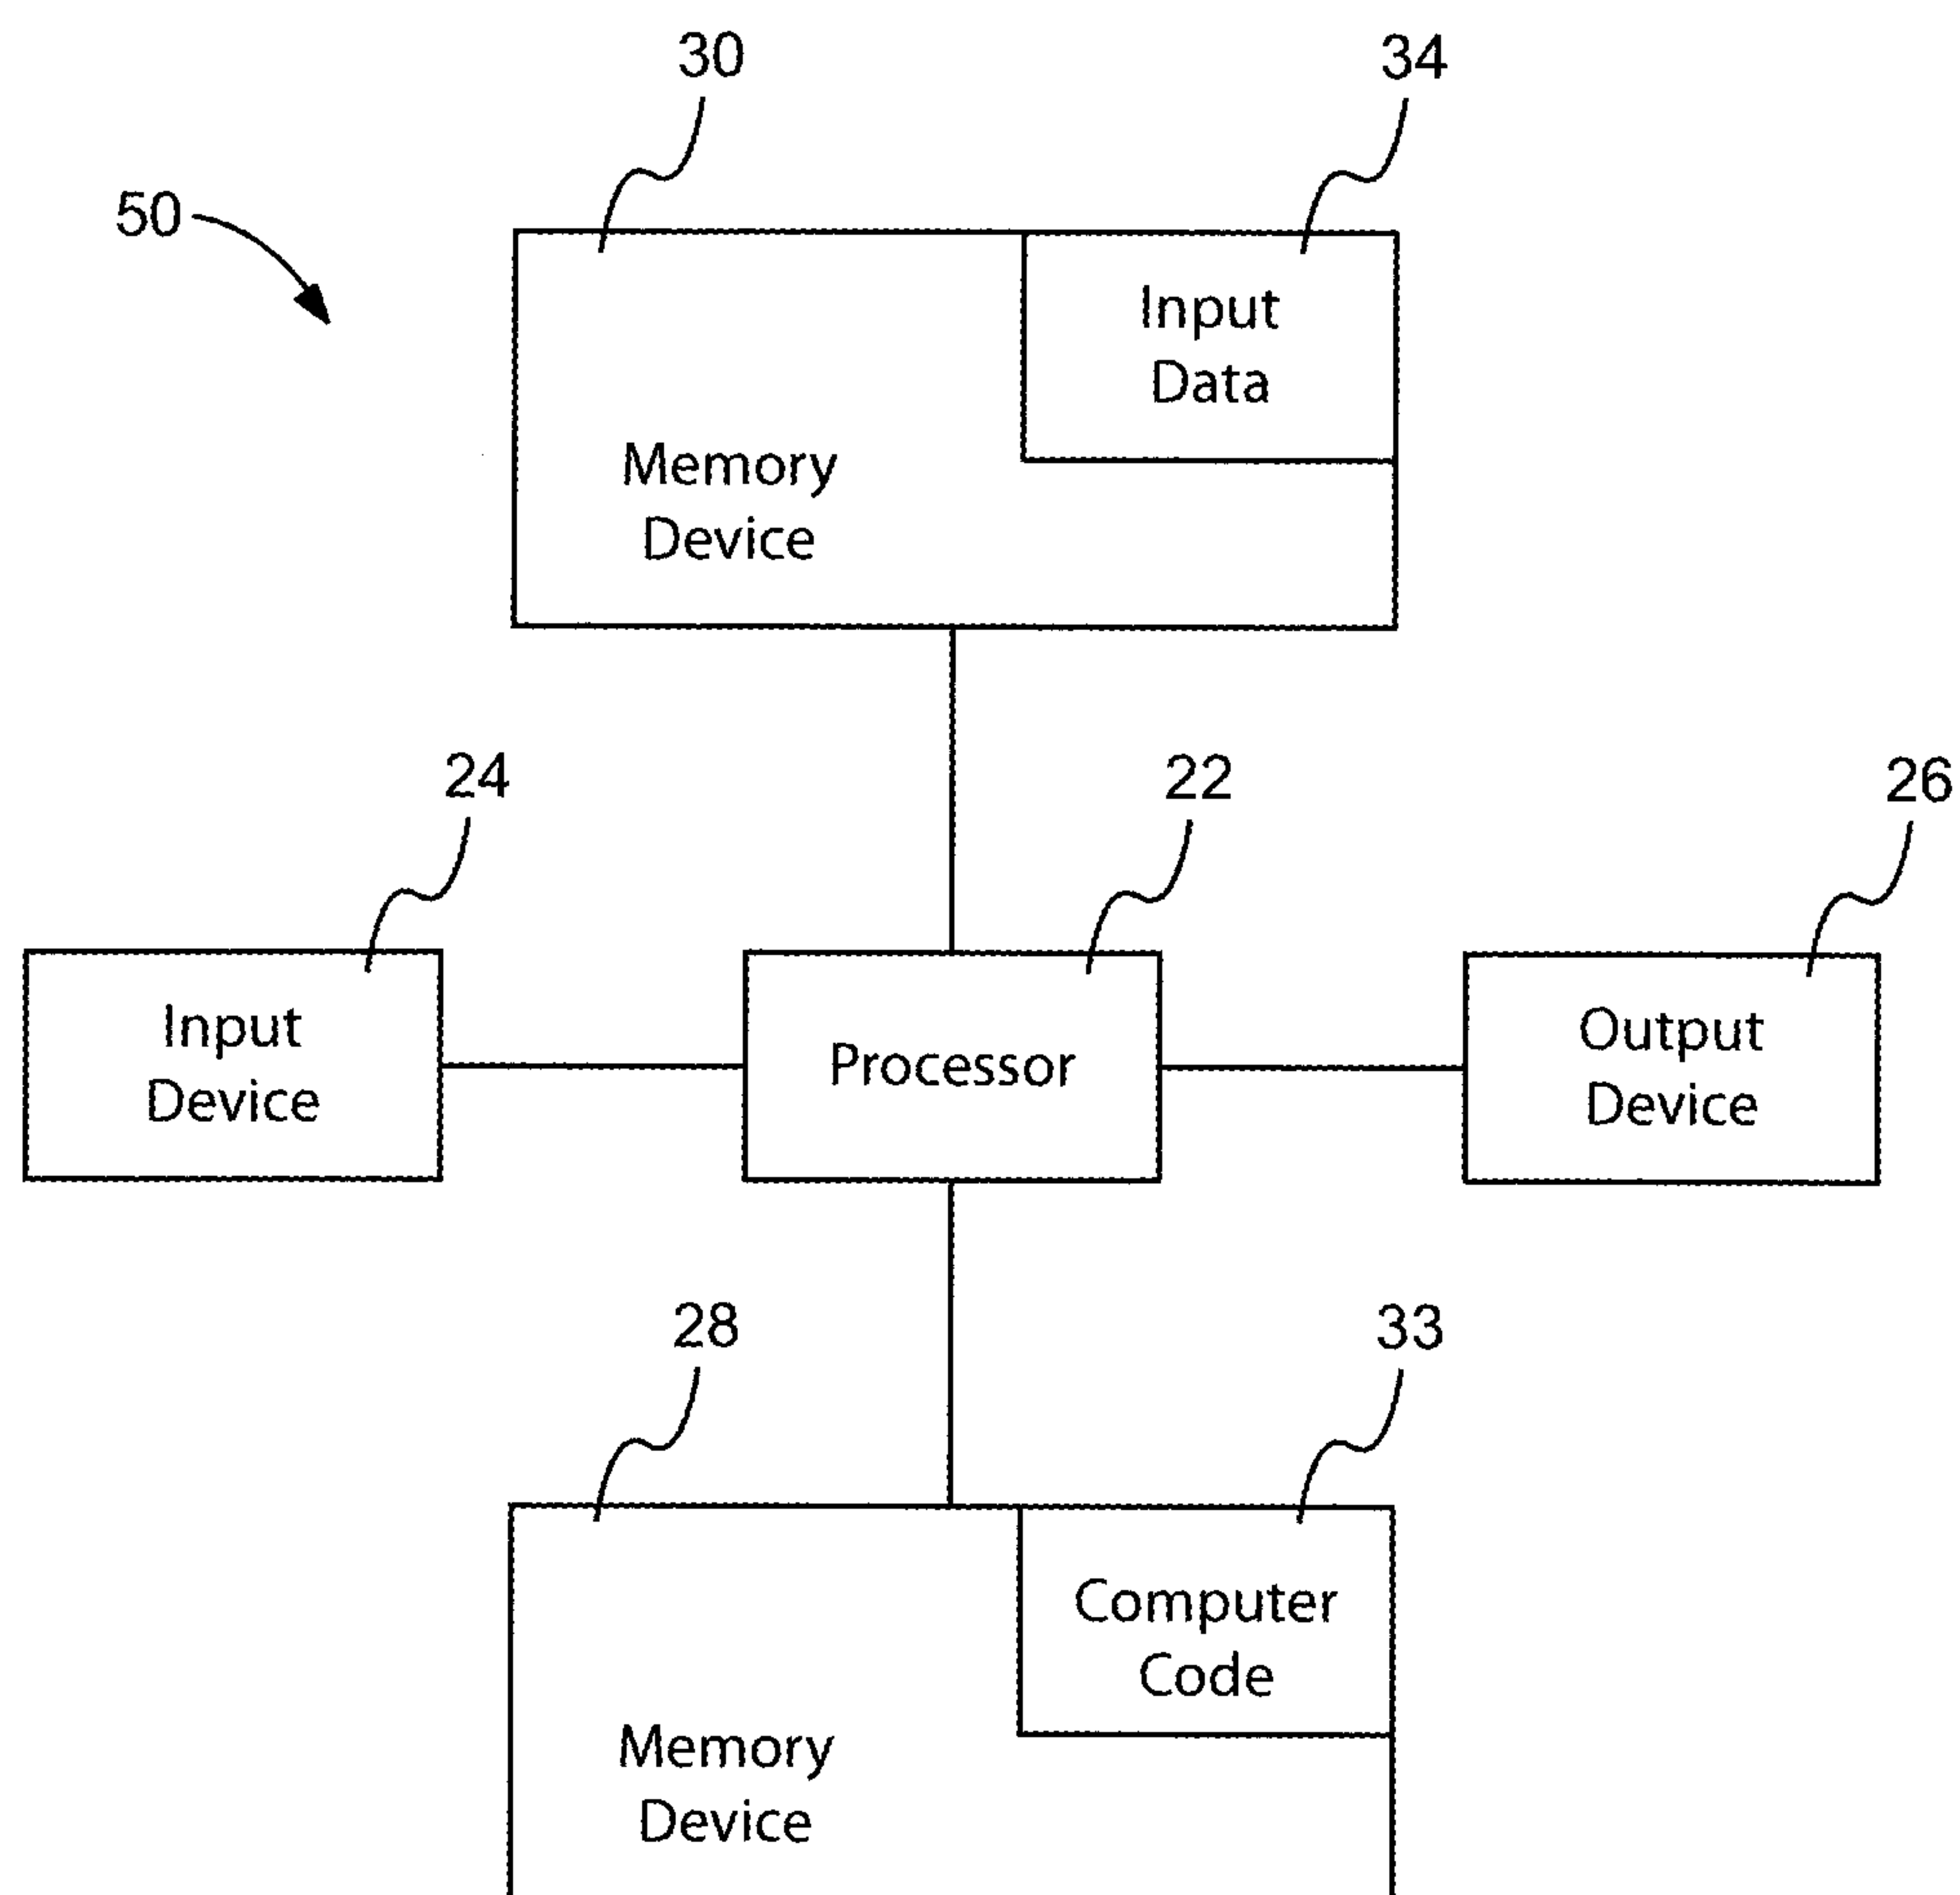 30
34
50
Input
Data
Memory
Device
24
22
26
Input
Device
Processor
Output
Device
28
33
Computer
Code
Memory
Device